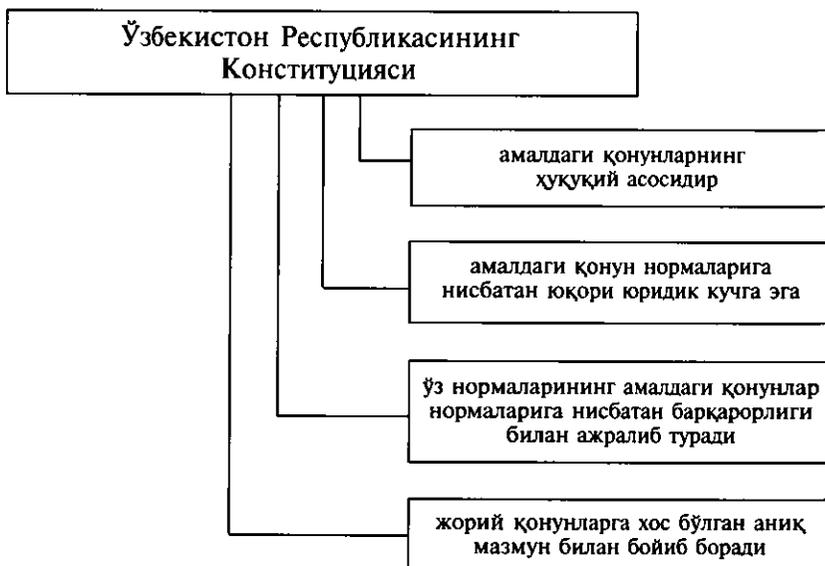 Ўзбекистон Республикасининг
Конституцияси
амалдаги қонунларнинг
ҳуқуқий асосидир
амалдаги қонун нормаларига
нисбатан юқори юридик кучга эга
ўз нормаларининг амалдаги қонунлар
нормаларига нисбатан барқарорлиги
билан ажралиб туради
жорий қонунларга хос бўлган аниқ
мазмун билан бойиб боради